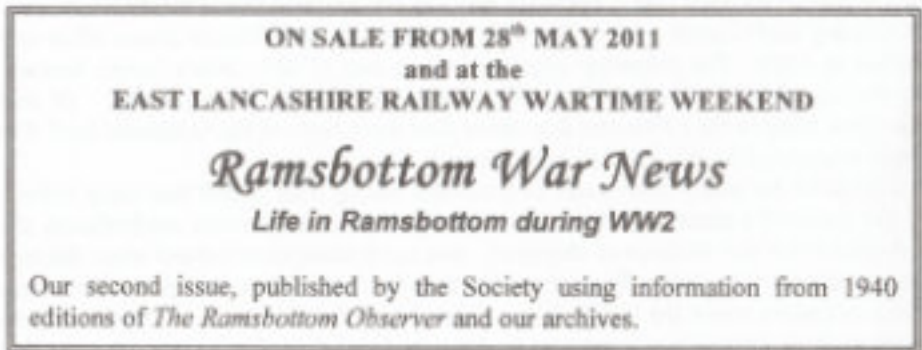 ON SALE FROM 28th MAY 2011
and at the
EAST LANCASHIRE RAILWAY WARTIME WEEKEND
Ramsbottom War News
Life in Ramsbottom during WW2
Our second issue, published by the Society using information from 1940
editions of The Ramsbottom Observer and our archives.